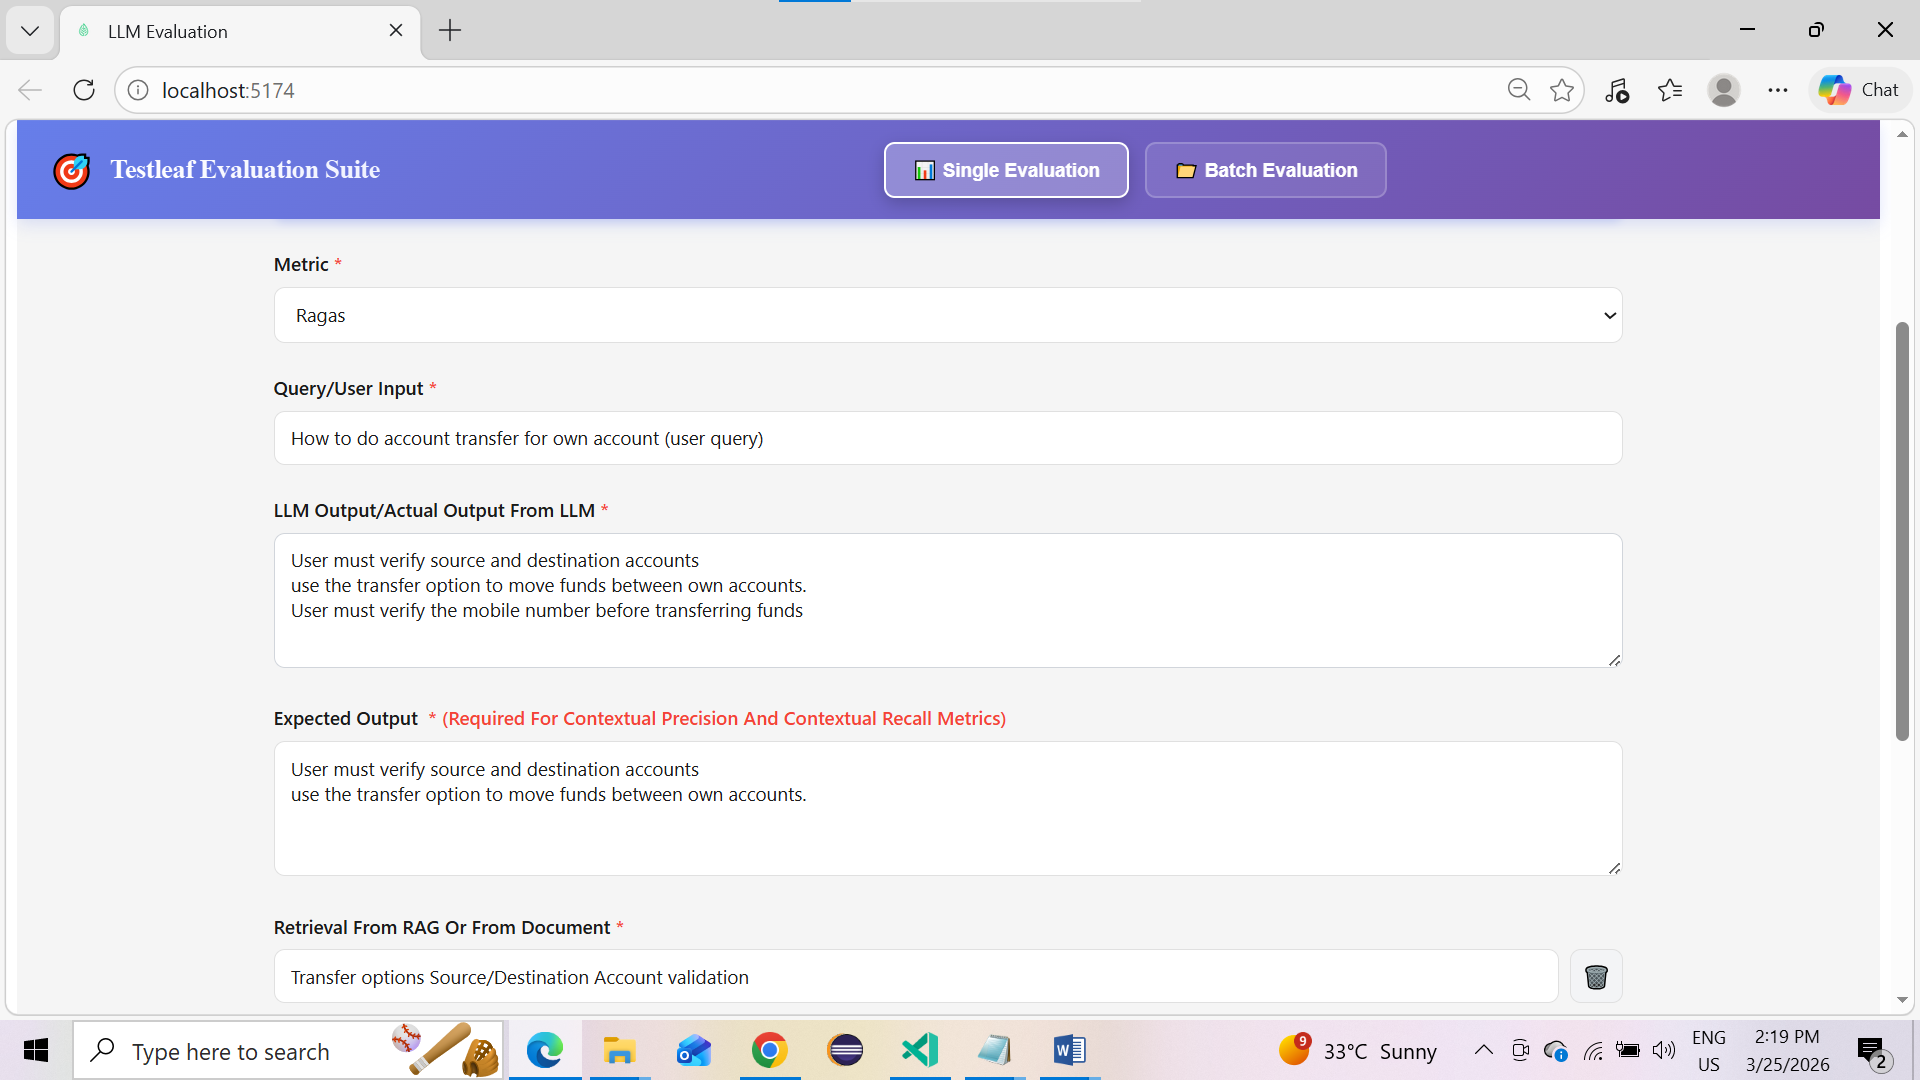 LLM Evaluation
localhost:5174
Chat
Testleaf Evaluation Suite
Single Evaluation
Batch Evaluation
Metric *
Ragas
Query/User Input *
How to do account transfer for own account (user query)
LLM Output/Actual Output From LLM *
User must verify source and destination accounts
use the transfer option to move funds between own accounts.
User must verify the mobile number before transferring funds
Expected Output * (Required For Contextual Precision And Contextual Recall Metrics)
User must verify source and destination accounts
use the transfer option to move funds between own accounts.
Retrieval From RAG Or From Document *
Transfer options Source/Destination Account validation
Type here to search
9
33°C Sunny
ENG
US
2:19 PM
3/25/2026
2